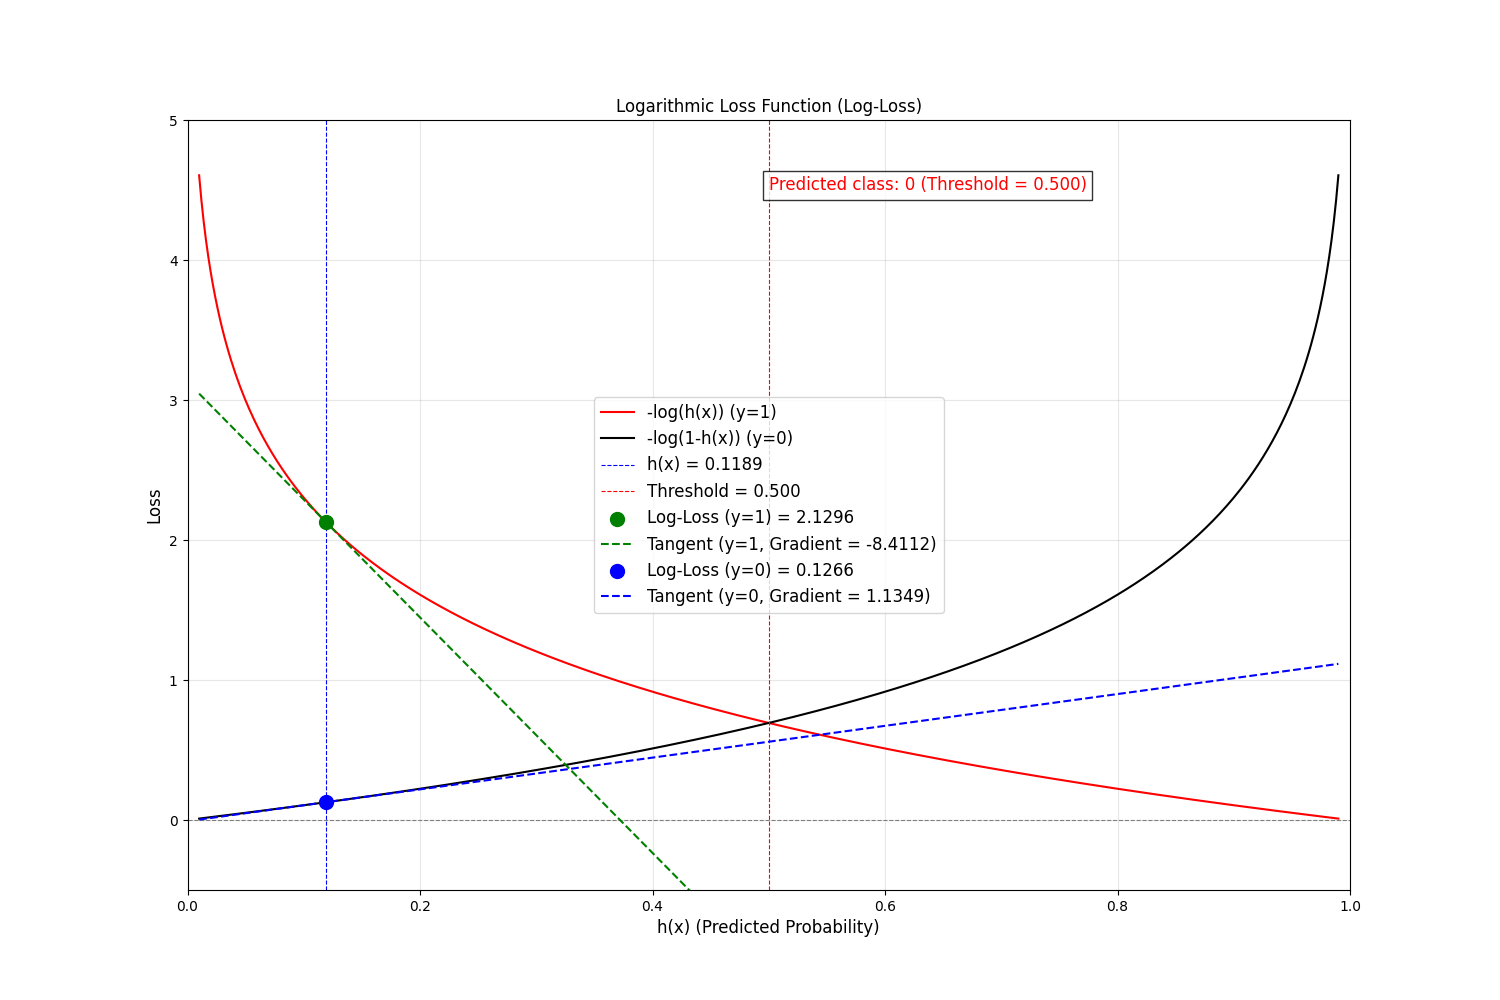 Logarithmic Loss Function (Log-Loss)
5
4
3
2
1
0
Loss
Predicted class: 0 (Threshold = 0.500)
-log(h(x)) (y=1)
-log(1-h(x)) (y=0)
h(x) = 0.1189
Threshold = 0.500
Log-Loss (y=1) = 2.1296
Tangent (y=1, Gradient = -8.4112)
Log-Loss (y=0) = 0.1266
Tangent (y=0, Gradient = 1.1349)
0.0 0.2 0.4 0.6 0.8 1.0
h(x) (Predicted Probability)